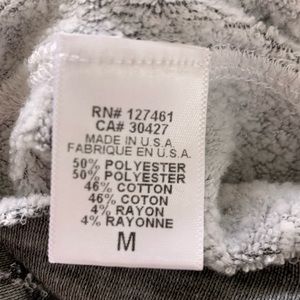 RN# 127461
CA# 30427
MADE IN U.S.A.
FABRIQUE EN U.S.A.
50% POLYESTER
50% POLYESTER
46% COTTON
46% COTON
4% RAYON
4% RAYONNE
M